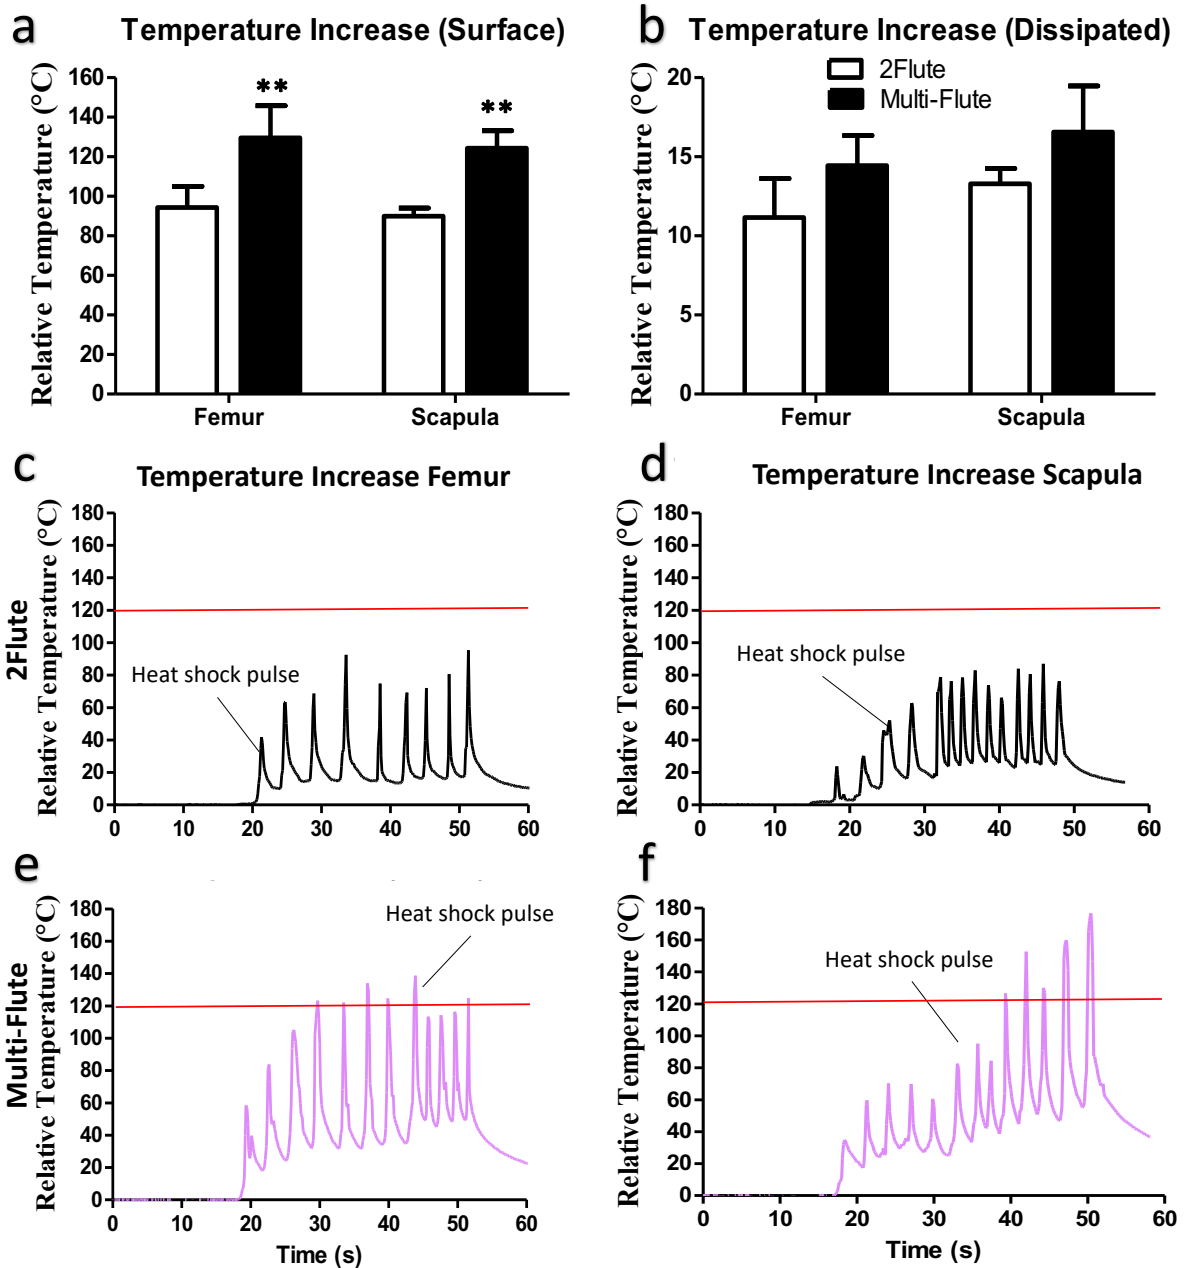 a
Temperature Increase (Surface)
Relative Temperature (°C)
160
140
120
100
80
60
40
20
0
**
**
Femur
Scapula
b
Temperature Increase (Dissipated)
2Flute
Multi-Flute
Relative Temperature (°C)
20
15
10
5
0
Femur
Scapula
c
Temperature Increase Femur
2Flute
Relative Temperature (°C)
180
160
140
120
100
80
60
40
20
0
Heat shock pulse
0 10 20 30 40 50 60
d
Temperature Increase Scapula
Relative Temperature (°C)
180
160
140
120
100
80
60
40
20
0
Heat shock pulse
0 10 20 30 40 50 60
e
Multi-Flute
Relative Temperature (°C)
180
160
140
120
100
80
60
40
20
0
Heat shock pulse
0 10 20 30 40 50 60
Time (s)
f
Relative Temperature (°C)
180
160
140
120
100
80
60
40
20
0
Heat shock pulse
0 10 20 30 40 50 60
Time (s)